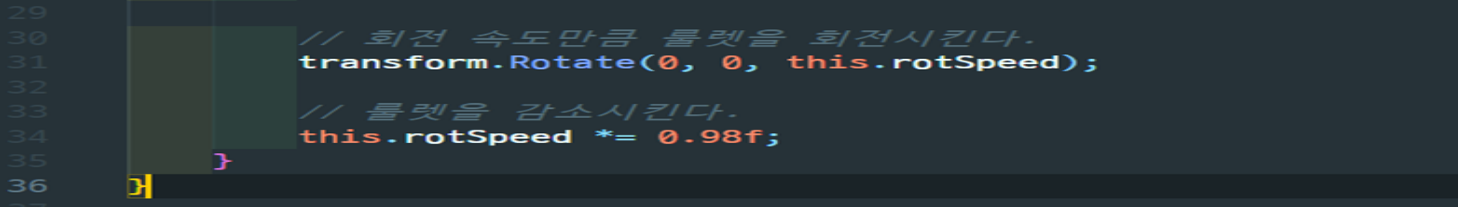 29
30 // 회전 속도만큼 룰렛을 회전시킨다.
31 transform.Rotate(0, 0, this.rotSpeed);
32
33 // 룰렛을 감소시킨다.
34 this.rotSpeed *= 0.98f;
35 }
36 }